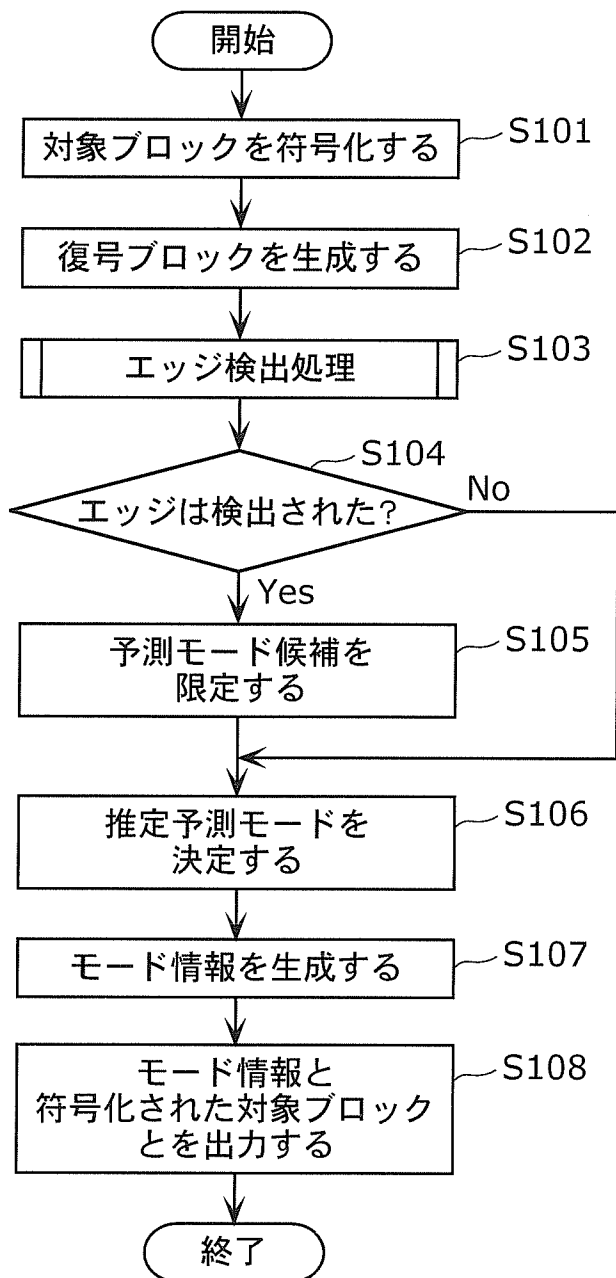 開始
対象ブロックを符号化する
S101
復号ブロックを生成する
S102
エッジ検出処理
S103
S104
エッジは検出された?
No
Yes
予測モード候補を
限定する
S105
推定予測モードを
決定する
S106
モード情報を生成する
S107
モード情報と
符号化された対象ブロック
とを出力する
S108
終了